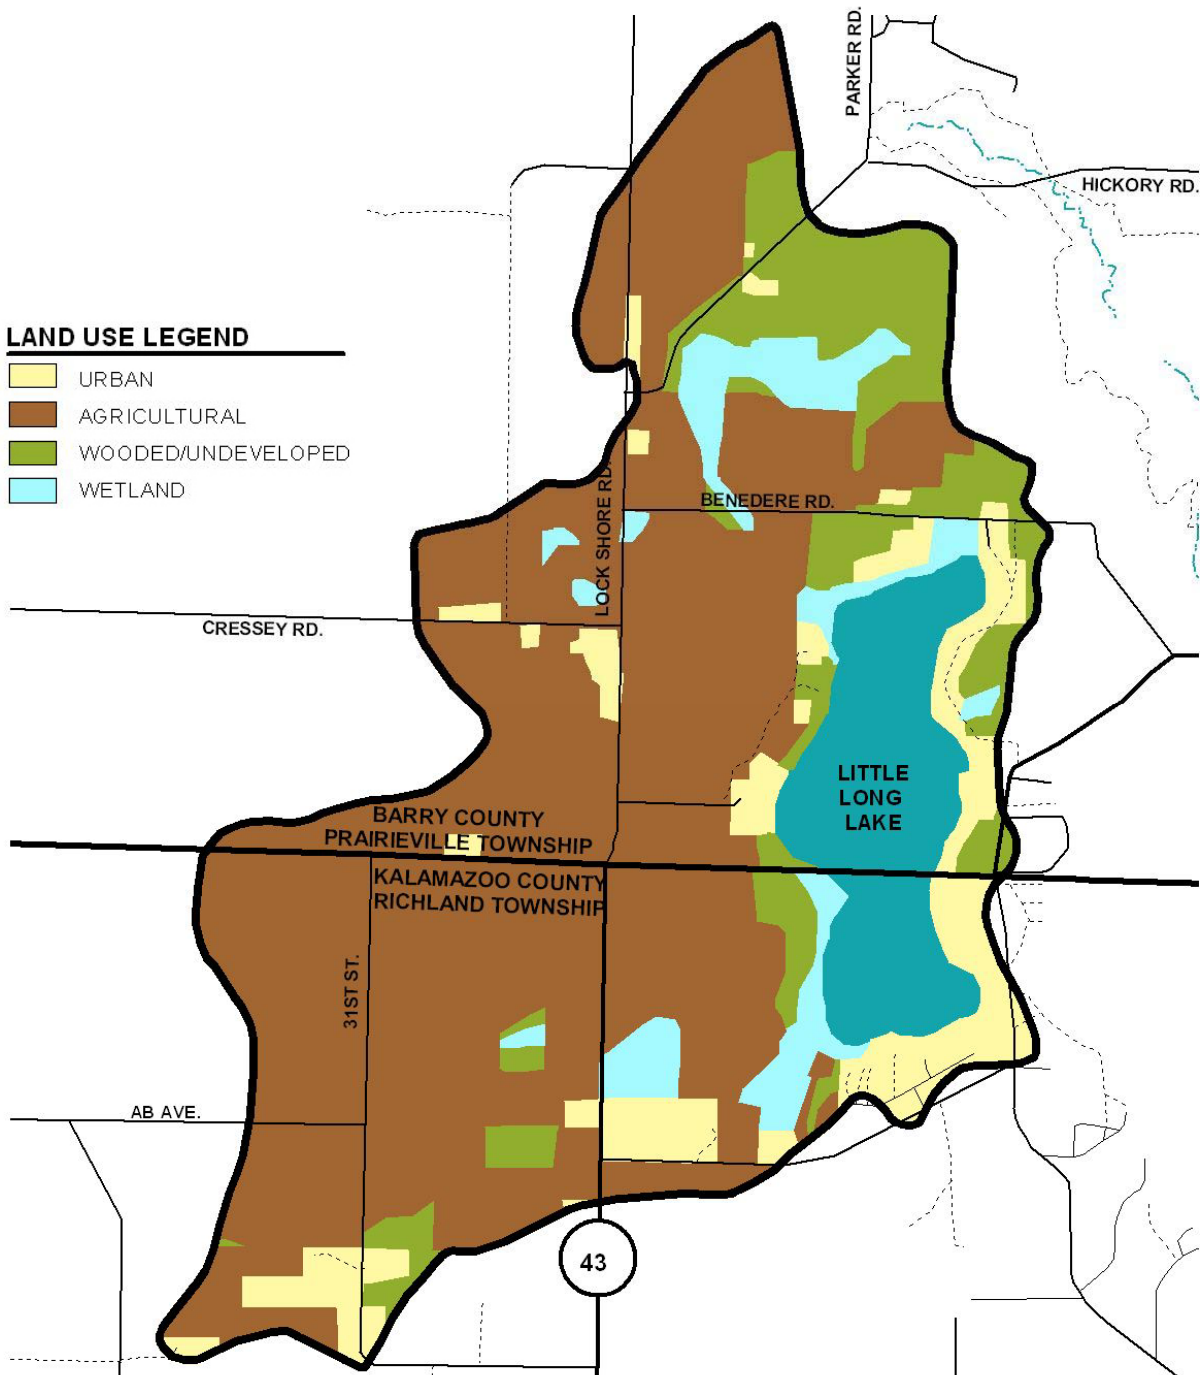 PARKER RD.
HICKORY RD.
LAND USE LEGEND
URBAN
AGRICULTURAL
WOODED/UNDEVELOPED
WETLAND
LOCK SHORE RD.
BENEDERE RD.
CRESSEY RD.
LITTLE
LONG
LAKE
BARRY COUNTY
PRAIRIEVILLE TOWNSHIP
KALAMAZOO COUNTY
RICHLAND TOWNSHIP
31ST ST.
AB AVE.
43